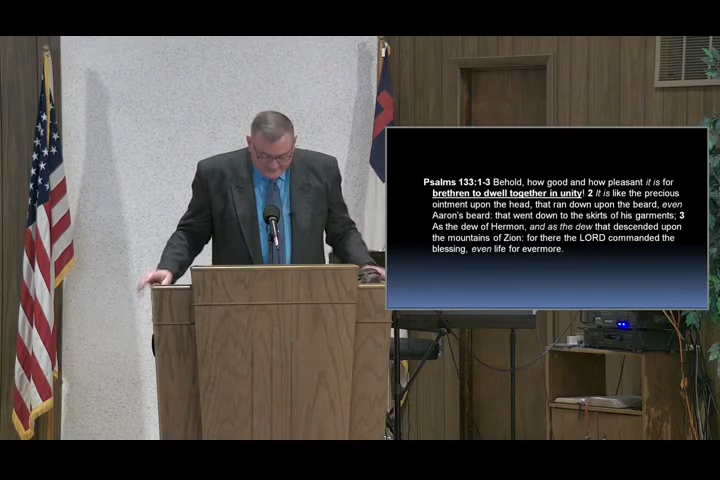 Psalms 133:1-3 Behold, how good and how pleasant it is for
brethren to dwell together in unity! 2 It is like the precious
ointment upon the head, that ran down upon the beard, even
Aaron's beard: that went down to the skirts of his garments; 3
As the dew of Hermon, and as the dew that descended upon
the mountains of Zion: for there the LORD commanded the
blessing, even life for evermore.